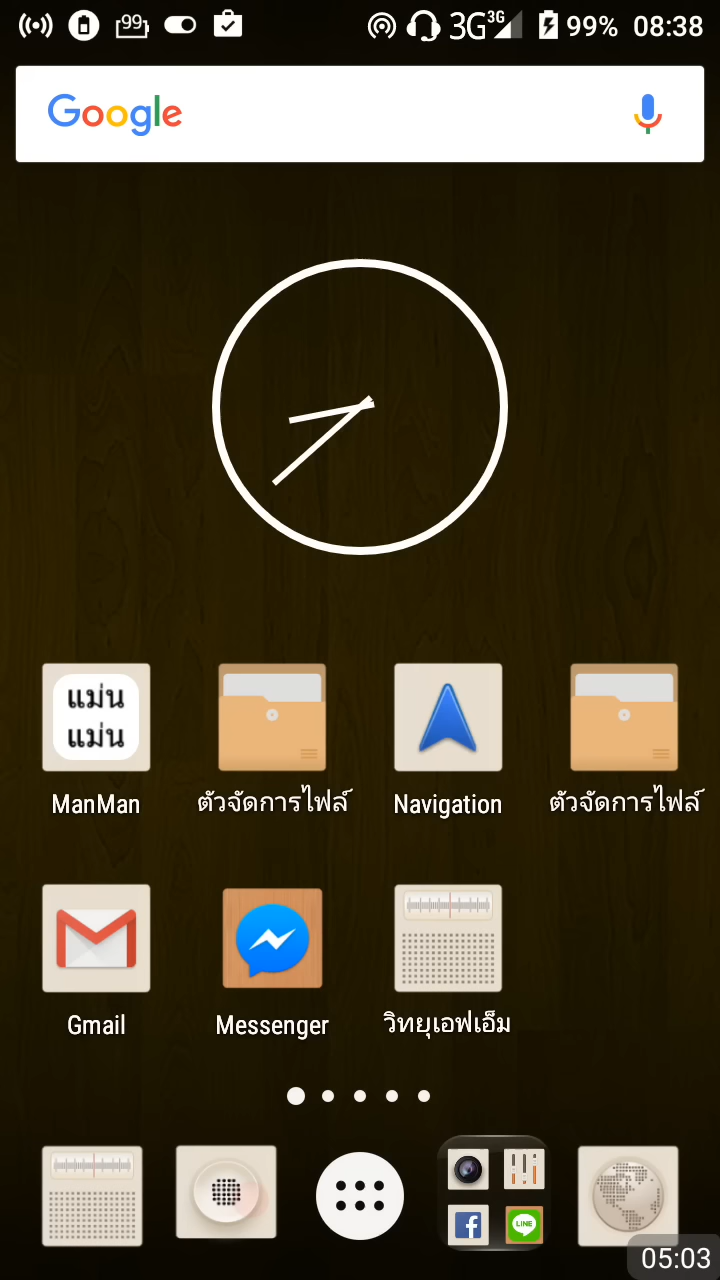 99 3G 3G 99% 08:38
Google
แม่น
แม่น
ManMan ตัวจัดการไฟล์ Navigation ตัวจัดการไฟล์
Gmail Messenger วิทยุเอฟเอ็ม
LINE
05:03